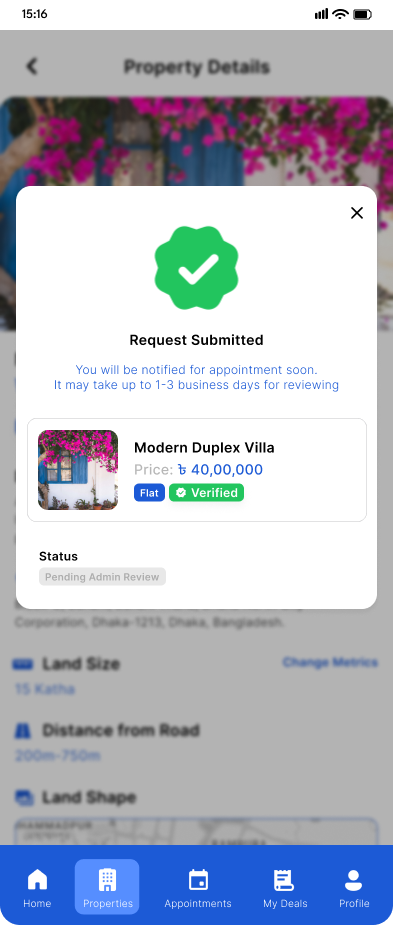 15:16
Property Details
Request Submitted
You will be notified for appointment soon.
It may take up to 1-3 business days for reviewing
Modern Duplex Villa
Price: ৳ 40,00,000
Flat
Verified
Status
Pending Admin Review
Corporation, Dhaka-1213, Dhaka, Bangladesh.
Land Size
Change Metrics
15 Katha
Distance from Road
200m-750m
Land Shape
Home
Properties
Appointments
My Deals
Profile